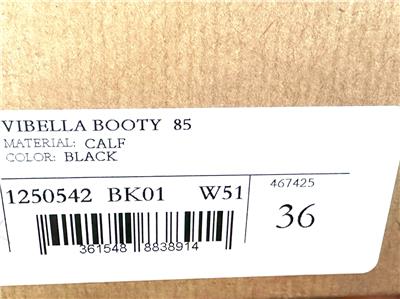 VIBELLA BOOTY 85
MATERIAL: CALF
COLOR: BLACK
1250542 BK01 W51
467425
36
361548 8838914